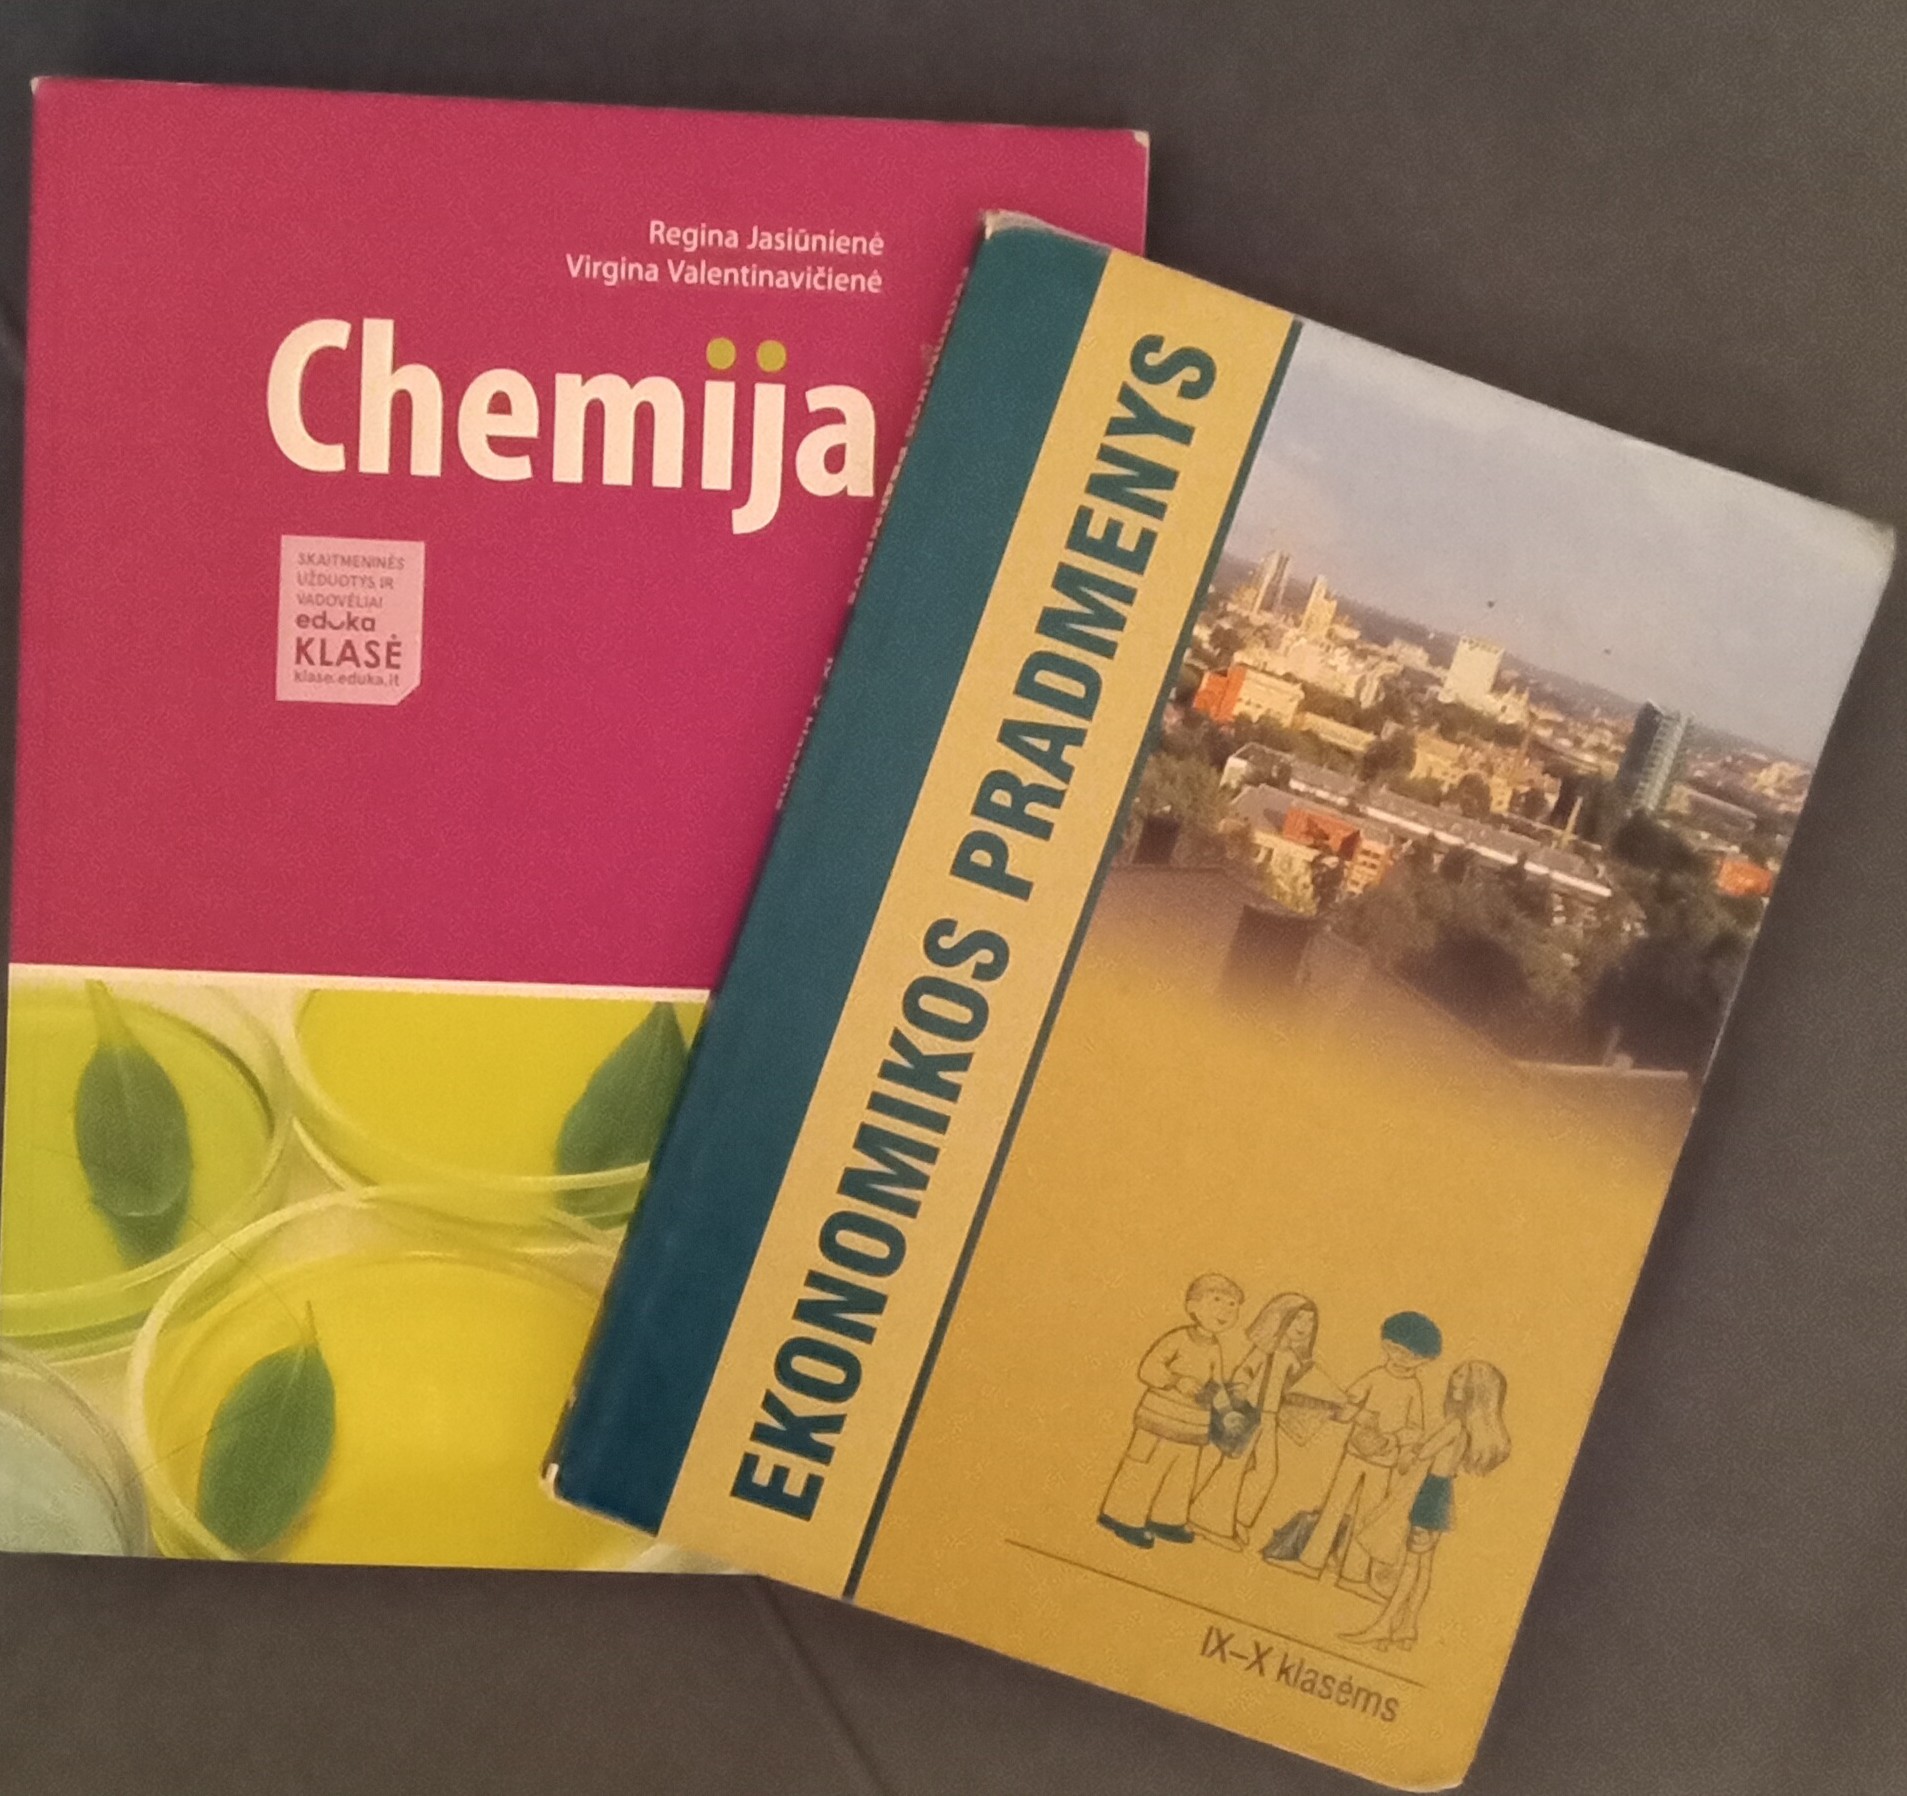 Regina Jasiūnienė
Virgina Valentinavičienė
Chemija
SKAITMENINĖS
UŽDUOTYS IR
VADOVĖLIAI
eduka
KLASĖ
klase.eduka.lt
EKONOMIKOS PRADMENYS
IX–X klasėms